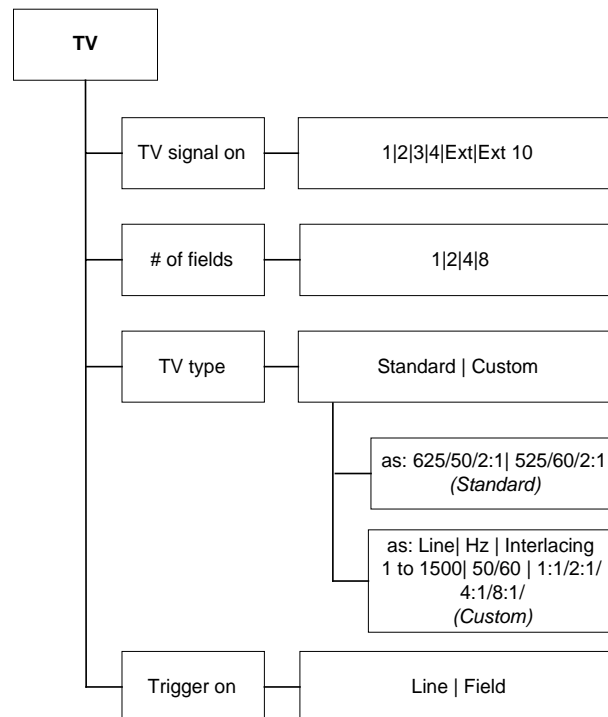 TV
TV signal on
1|2|3|4|Ext|Ext 10
# of fields
1|2|4|8
TV type
Standard | Custom
as: 625/50/2:1| 525/60/2:1
(Standard)
as: Line| Hz | Interlacing
1 to 1500| 50/60 | 1:1/2:1/
4:1/8:1/
(Custom)
Trigger on
Line | Field